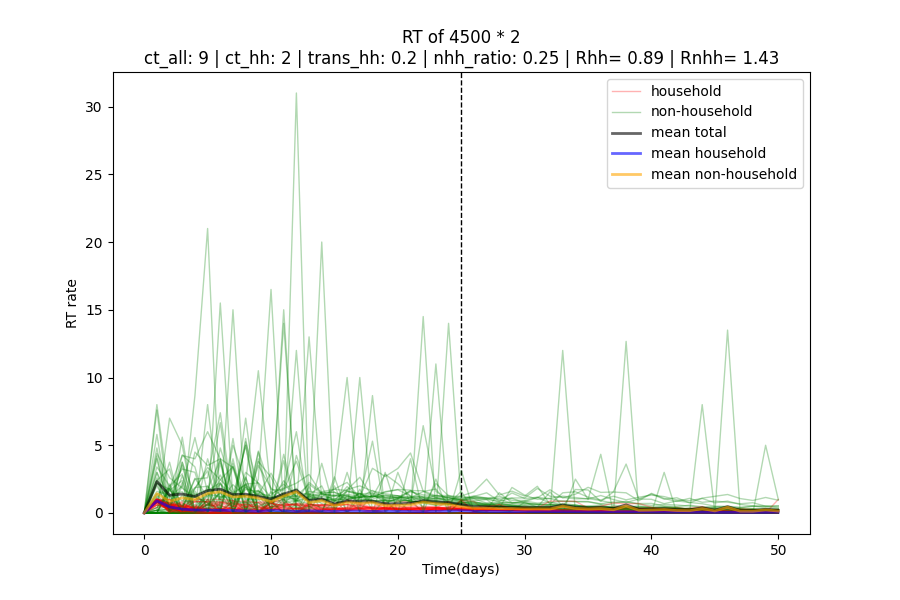 RT of 4500 * 2
ct_all: 9 | ct_hh: 2 | trans_hh: 0.2 | nhh_ratio: 0.25 | Rhh= 0.89 | Rnhh= 1.43
household
non-household
mean total
mean household
mean non-household
30
25
20
15
10
5
0
RT rate
0 10 20 30 40 50
Time(days)